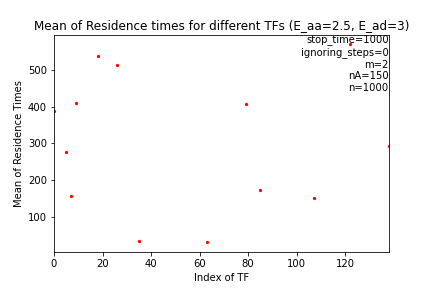 Mean of Residence times for different TFs (E_aa=2.5, E_ad=3)
stop_time=1000
ignoring_steps=0
m=2
nA=150
n=1000
500
400
300
200
100
Mean of Residence Times
0 20 40 60 80 100 120
Index of TF